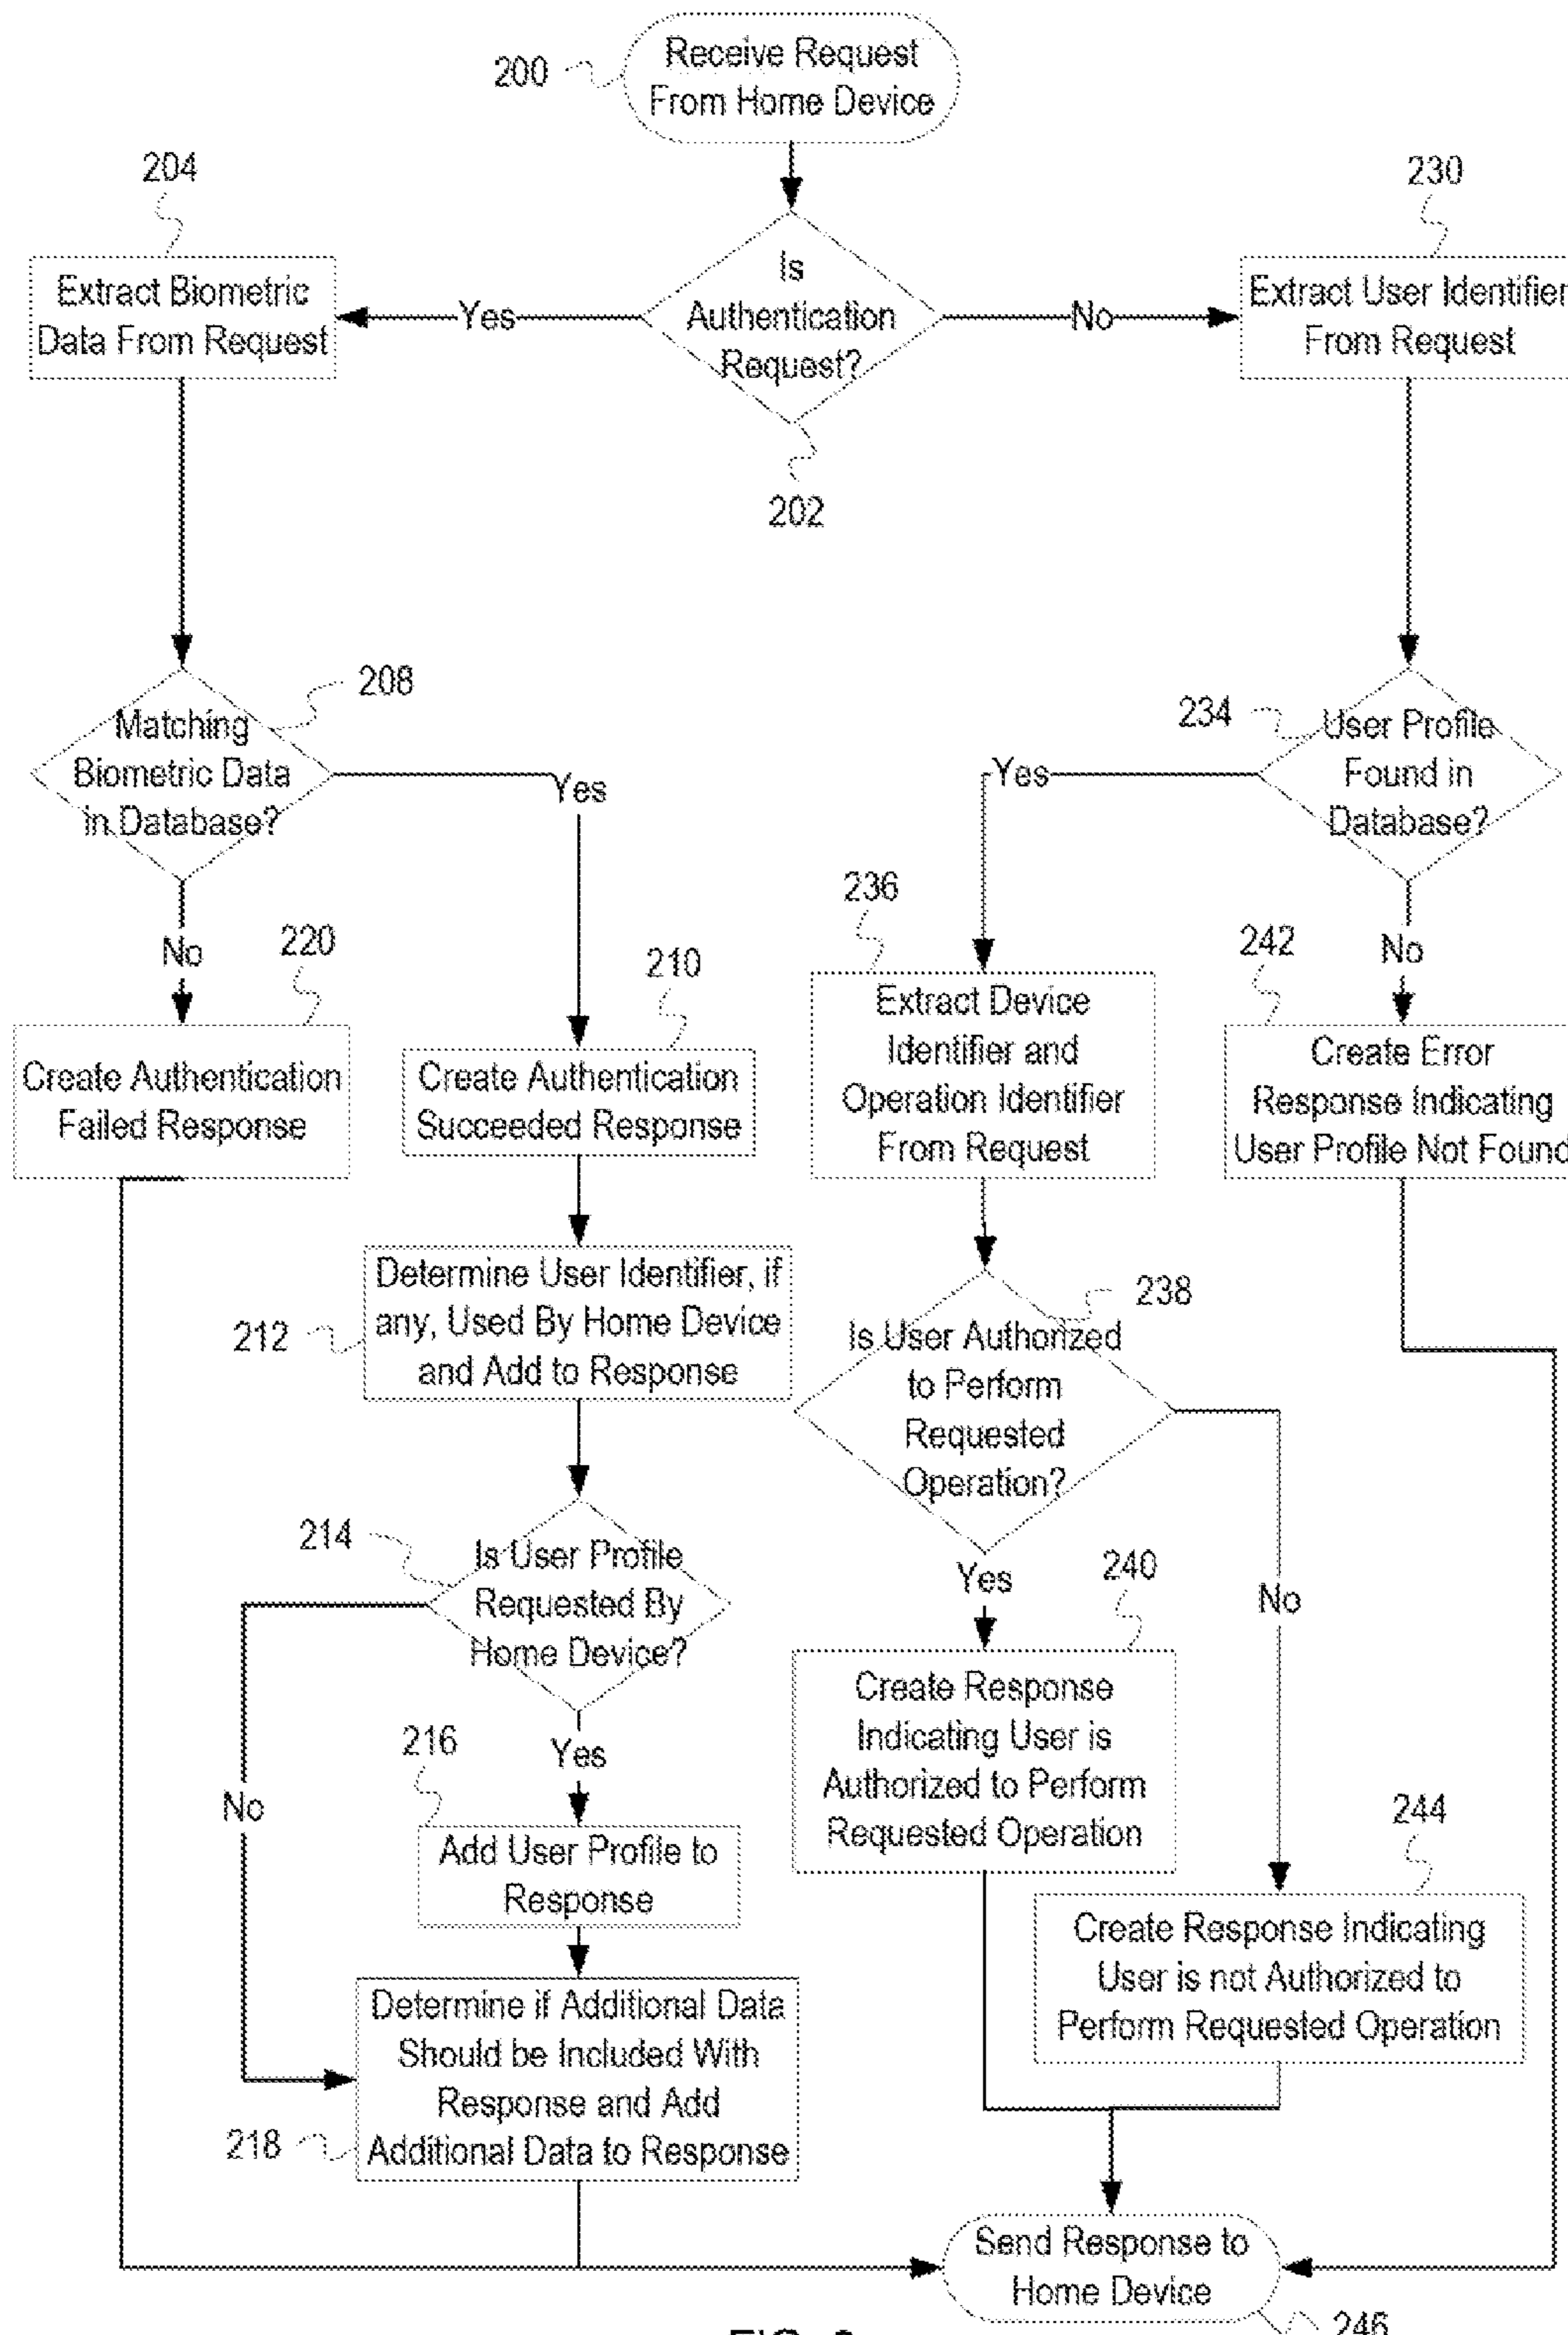 200
Receive Request
From Home Device
204
230
Extract Biometric
Data From Request
Yes
Is
Authentication
Request?
No
Extract User Identifier
From Request
202
208
Matching
Biometric Data
in Database?
Yes
234
User Profile
Found in
Database?
Yes
No
220
210
236
No
242
Create Authentication
Failed Response
Create Authentication
Succeeded Response
Extract Device
Identifier and
Operation Identifier
From Request
Create Error
Response Indicating
User Profile Not Found
212
Determine User Identifier, if
any, Used By Home Device
and Add to Response
238
Is User Authorized
to Perform
Requested
Operation?
214
Is User Profile
Requested By
Home Device?
Yes
240
No
216
Yes
No
Create Response
Indicating User is
Authorized to Perform
Requested Operation
244
Add User Profile to
Response
Create Response Indicating
User is not Authorized to
Perform Requested Operation
218
Determine if Additional Data
Should be Included With
Response and Add
Additional Data to Response
Send Response to
Home Device
246